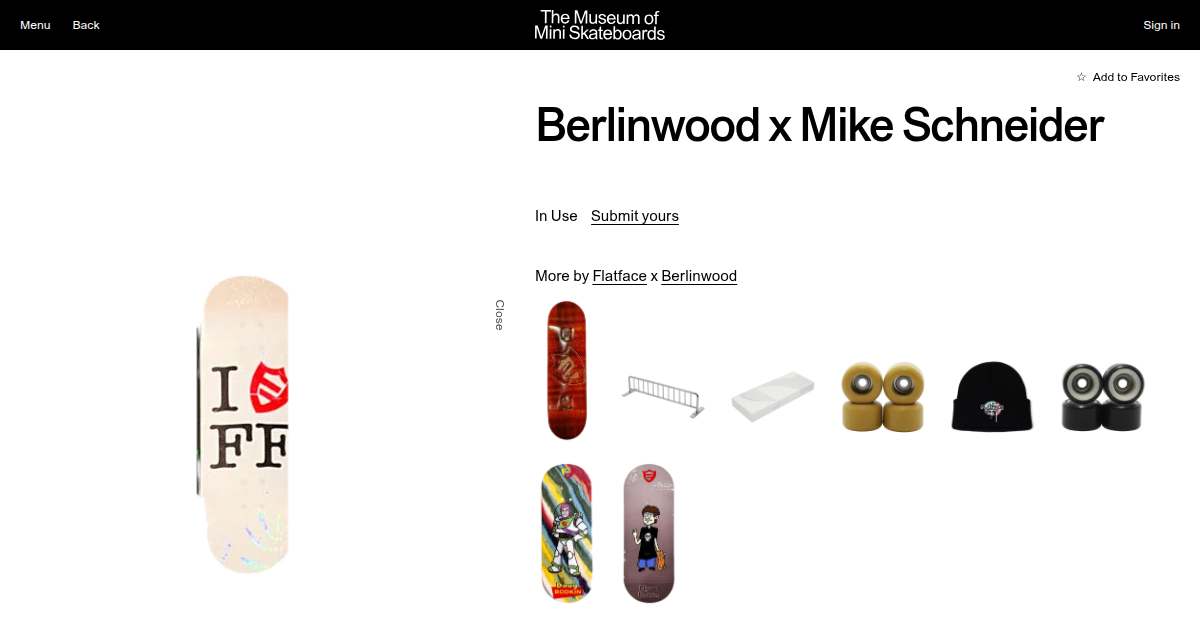 Menu Back
The Museum of
Mini Skateboards
Sign in
☆ Add to Favorites
Berlinwood x Mike Schneider
In Use Submit yours
More by Flatface x Berlinwood
Close
I
FF
BODKIN